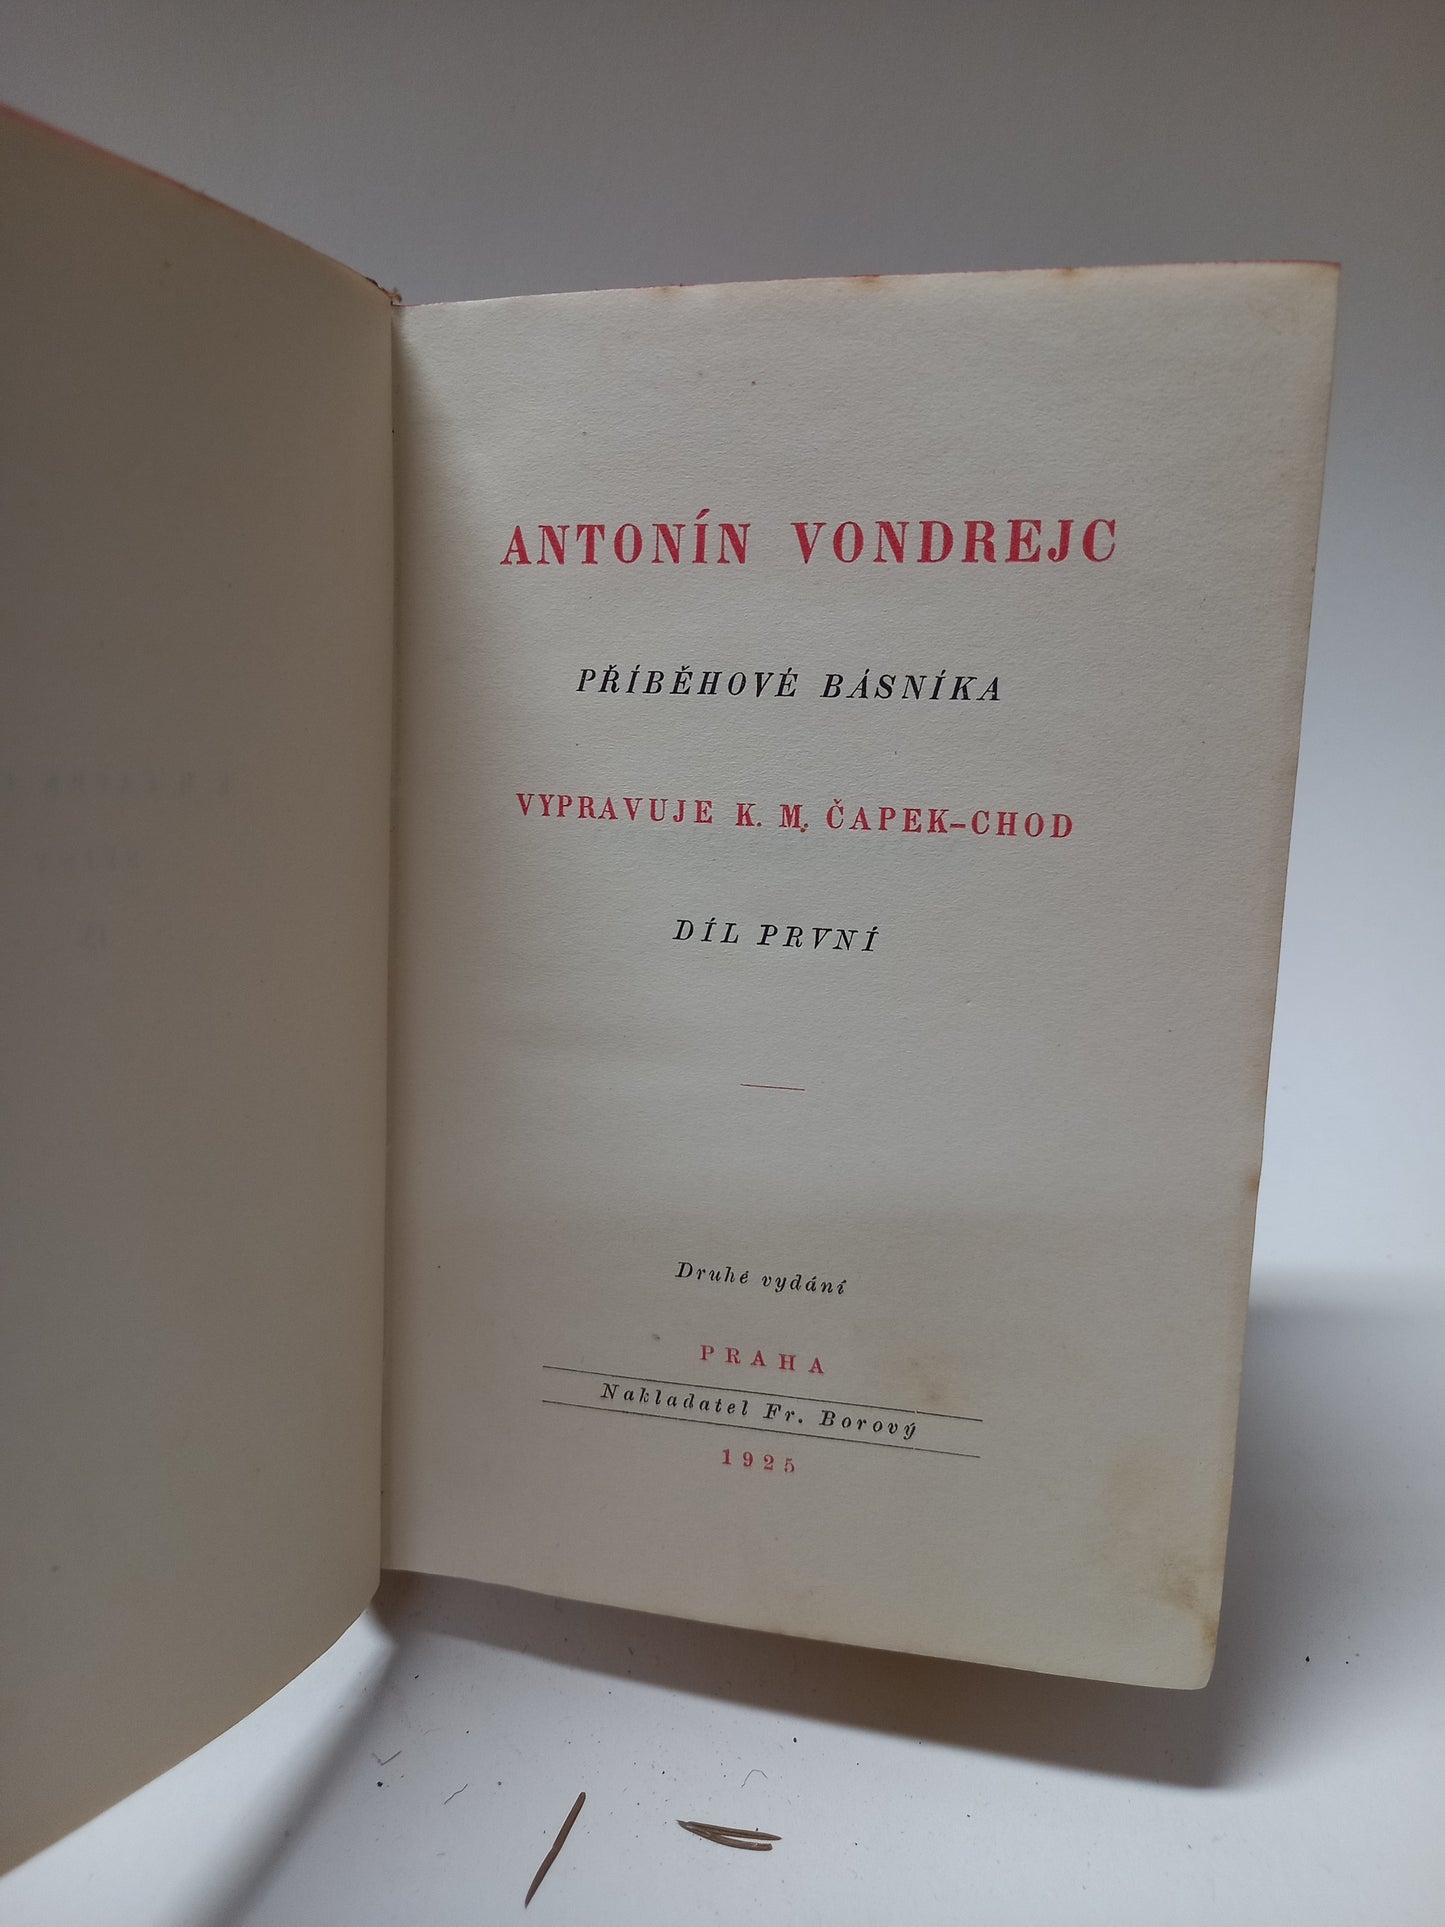 ANTONÍN VONDREJC
PŘÍBĚHOVÉ BÁSNÍKA
VYPRAVUJE K. M. ČAPEK-CHOD
DÍL PRVNÍ
Druhé vydání
PRAHA
Nakladatel Fr. Borový
1925